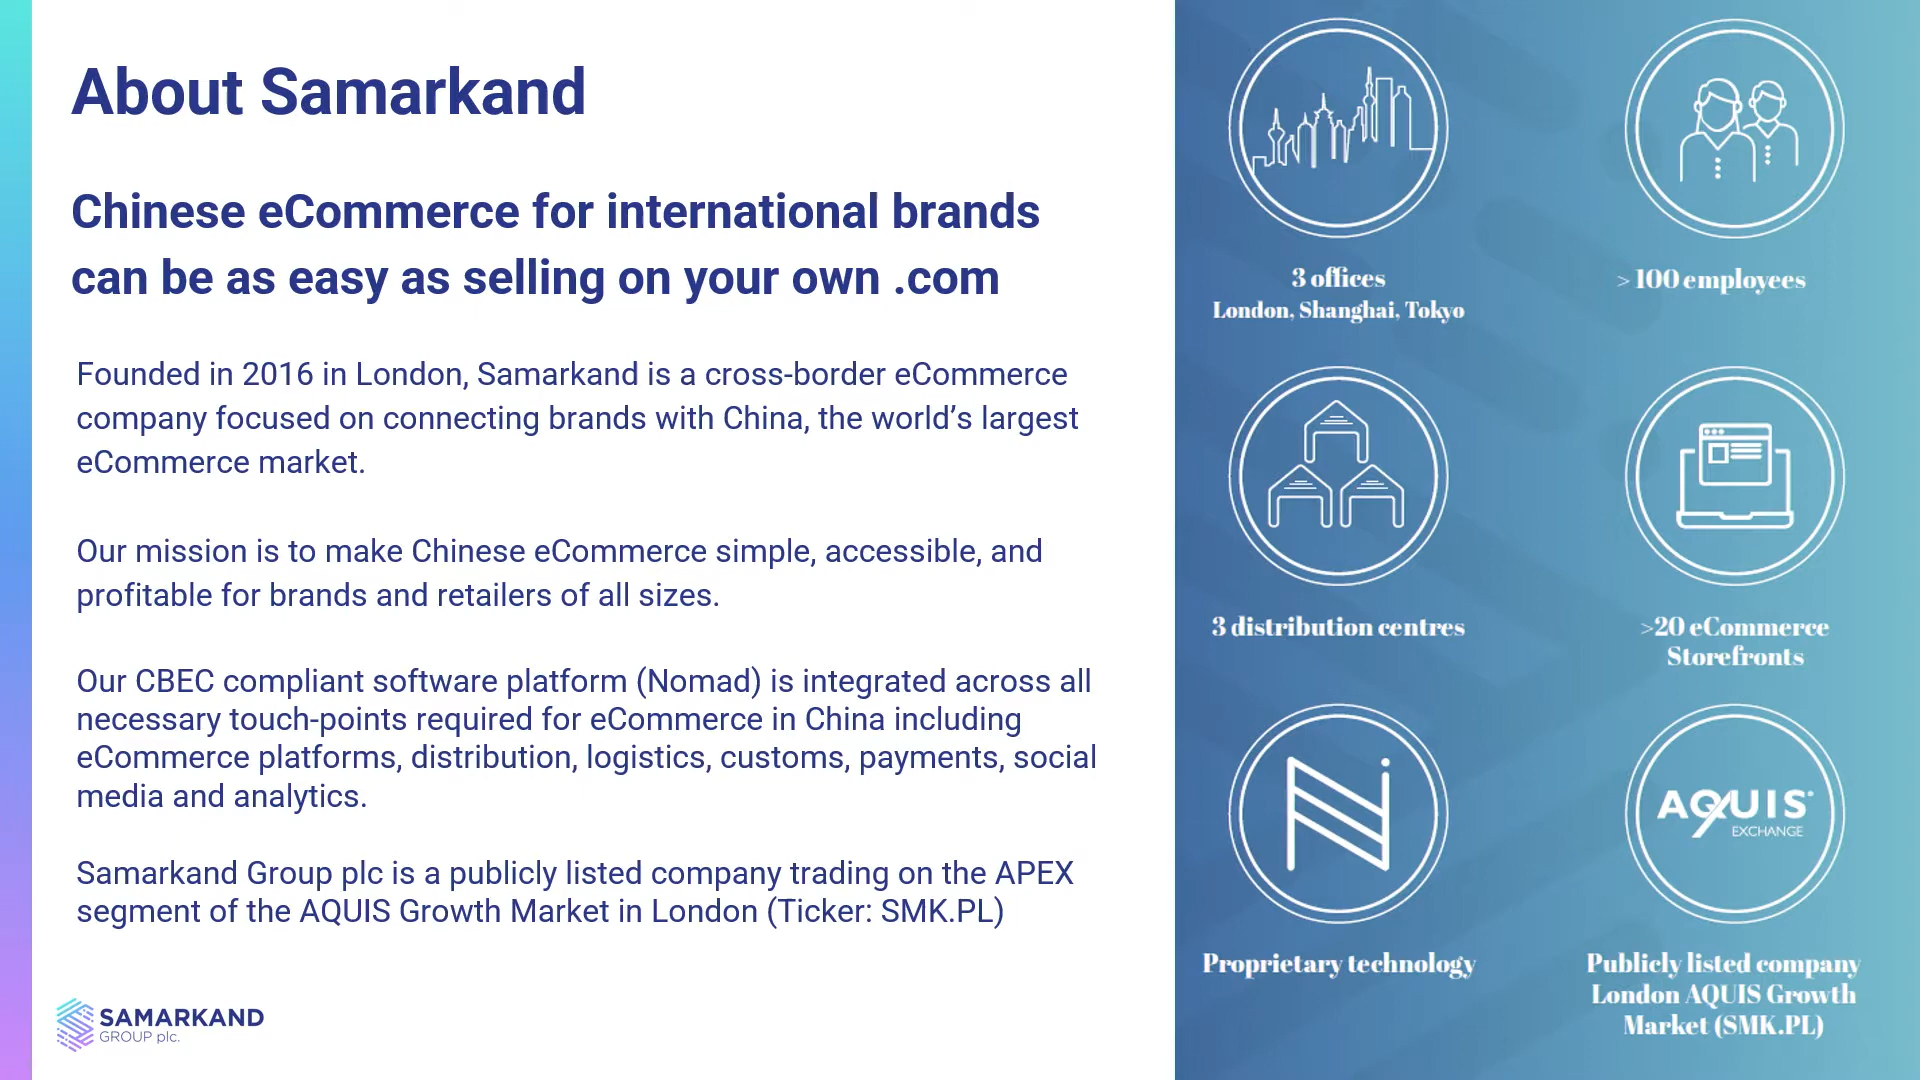 About Samarkand
Chinese eCommerce for international brands
can be as easy as selling on your own .com
Founded in 2016 in London, Samarkand is a cross-border eCommerce
company focused on connecting brands with China, the world’s largest
eCommerce market.
Our mission is to make Chinese eCommerce simple, accessible, and
profitable for brands and retailers of all sizes.
Our CBEC compliant software platform (Nomad) is integrated across all
necessary touch-points required for eCommerce in China including
eCommerce platforms, distribution, logistics, customs, payments, social
media and analytics.
Samarkand Group plc is a publicly listed company trading on the APEX
segment of the AQUIS Growth Market in London (Ticker: SMK.PL)
SAMARKAND
GROUP plc.
3 offices
London, Shanghai, Tokyo
> 100 employees
3 distribution centres
>20 eCommerce
Storefronts
Proprietary technology
AQUIS
EXCHANGE
Publicly listed company
London AQUIS Growth
Market (SMK.PL)